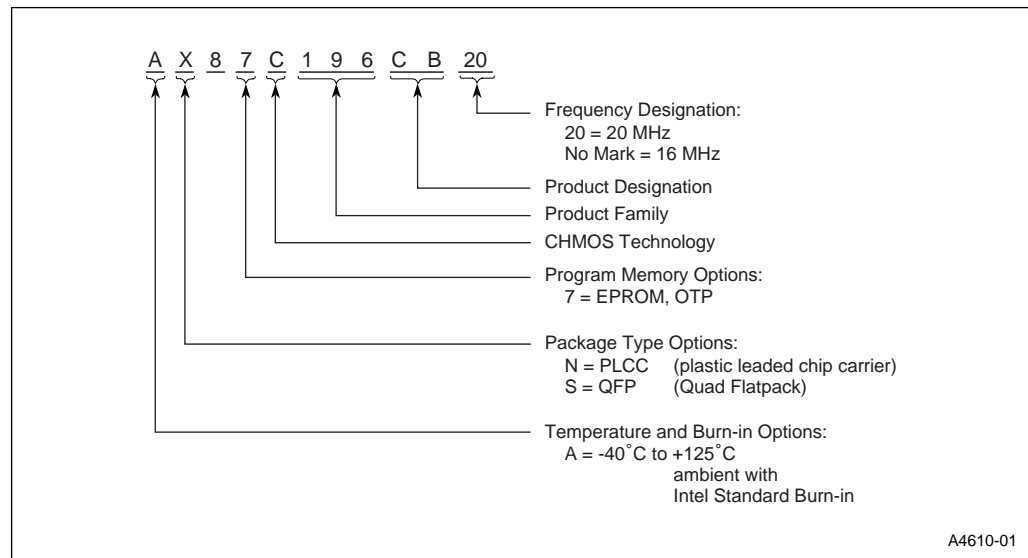 A X 8 7 C 1 9 6 C B 20
Frequency Designation:
20 = 20 MHz
No Mark = 16 MHz
Product Designation
Product Family
CHMOS Technology
Program Memory Options:
7 = EPROM, OTP
Package Type Options:
N = PLCC (plastic leaded chip carrier)
S = QFP (Quad Flatpack)
Temperature and Burn-in Options:
A = -40˚C to +125˚C
ambient with
Intel Standard Burn-in
A4610-01